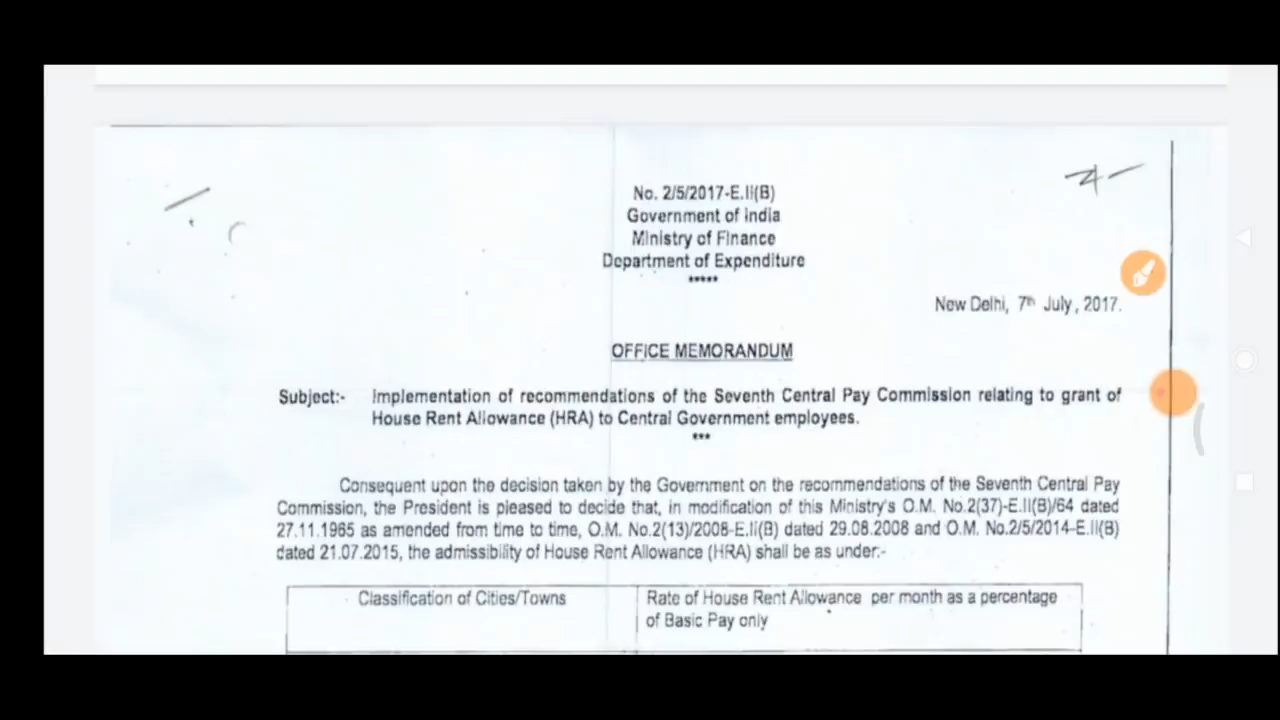 No. 2/5/2017-E.II(B)
Government of India
Ministry of Finance
Department of Expenditure
*****
New Delhi, 7th July, 2017.
OFFICE MEMORANDUM
Subject:- Implementation of recommendations of the Seventh Central Pay Commission relating to grant of
House Rent Allowance (HRA) to Central Government employees.
***
Consequent upon the decision taken by the Government on the recommendations of the Seventh Central Pay
Commission, the President is pleased to decide that, in modification of this Ministry's O.M. No.2(37)-E.II(B)/64 dated
27.11.1965 as amended from time to time, O.M. No.2(13)/2008-E.II(B) dated 29.08.2008 and O.M. No.2/5/2014-E.II(B)
dated 21.07.2015, the admissibility of House Rent Allowance (HRA) shall be as under:-
Classification of Cities/Towns
Rate of House Rent Allowance per month as a percentage
of Basic Pay only